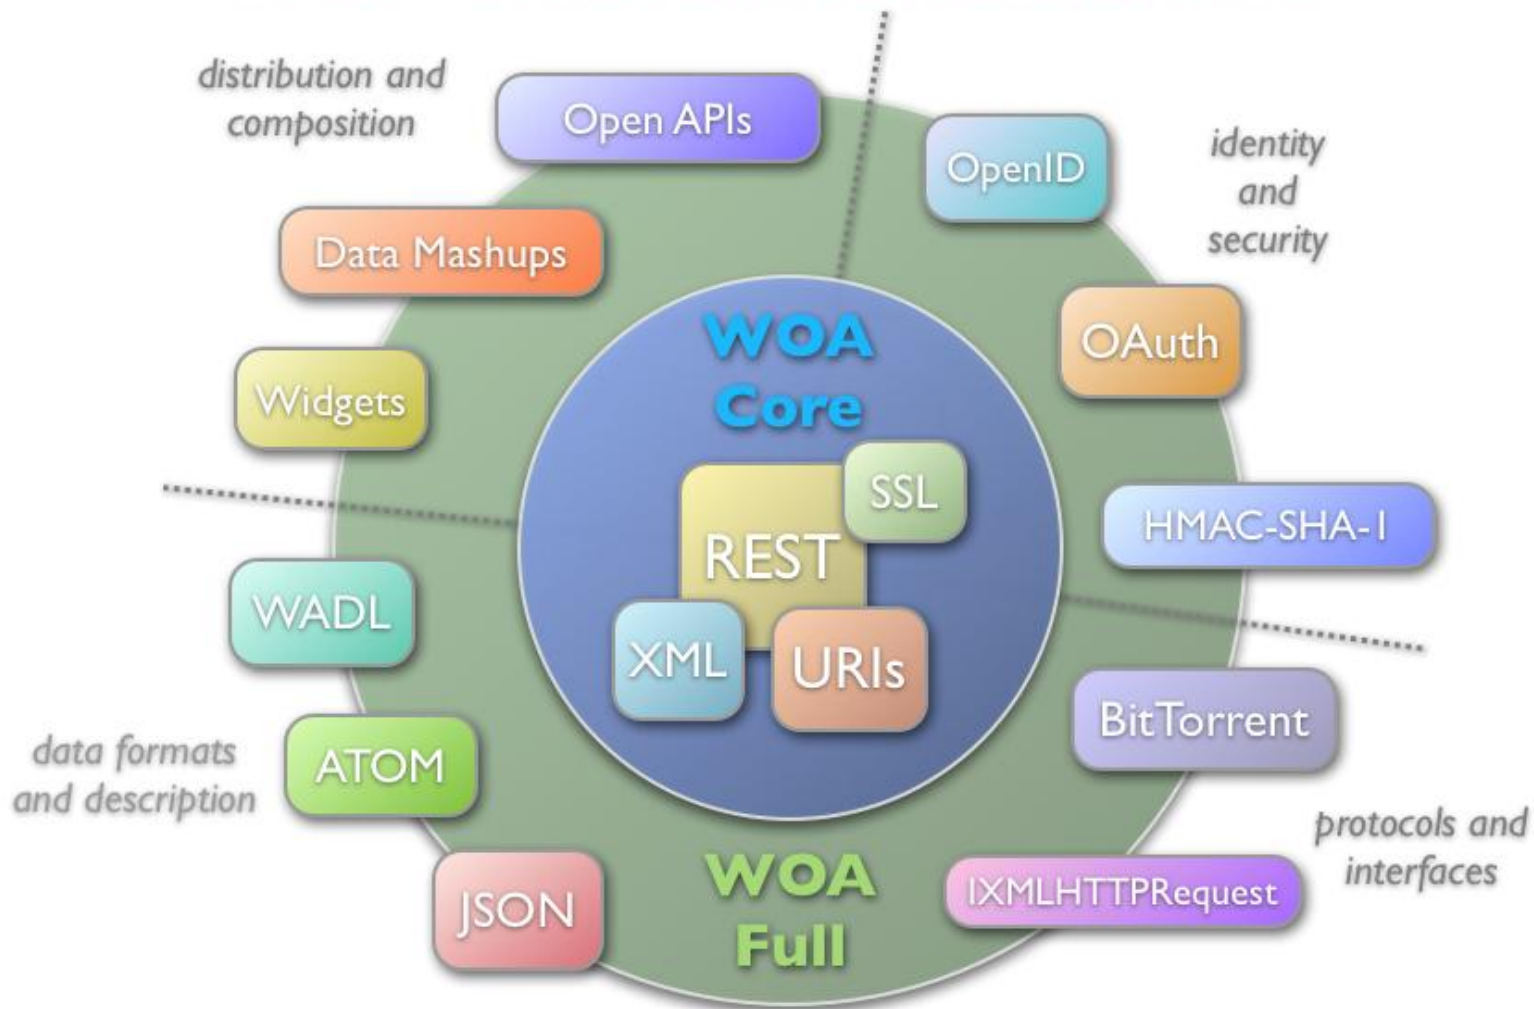 distribution and
composition
Open APIs
OpenID
identity
and
security
Data Mashups
OAuth
Widgets
WOA
Core
SSL
REST
HMAC-SHA-1
WADL
XML
URIs
BitTorrent
data formats
and description
ATOM
protocols and
interfaces
WOA
Full
IXMLHTTPRequest
JSON